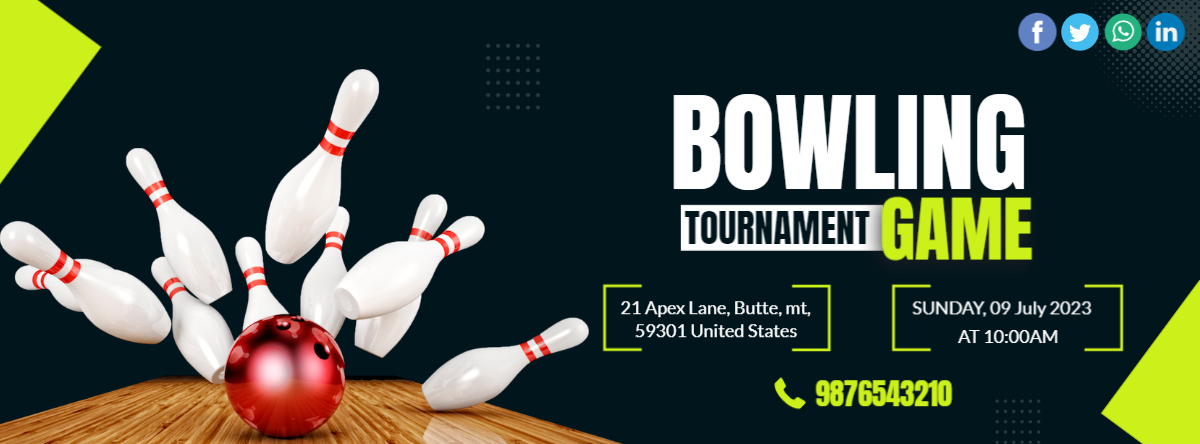 BOWLING
TOURNAMENT GAME
21 Apex Lane, Butte, mt,
59301 United States
SUNDAY, 09 July 2023
AT 10:00AM
9876543210